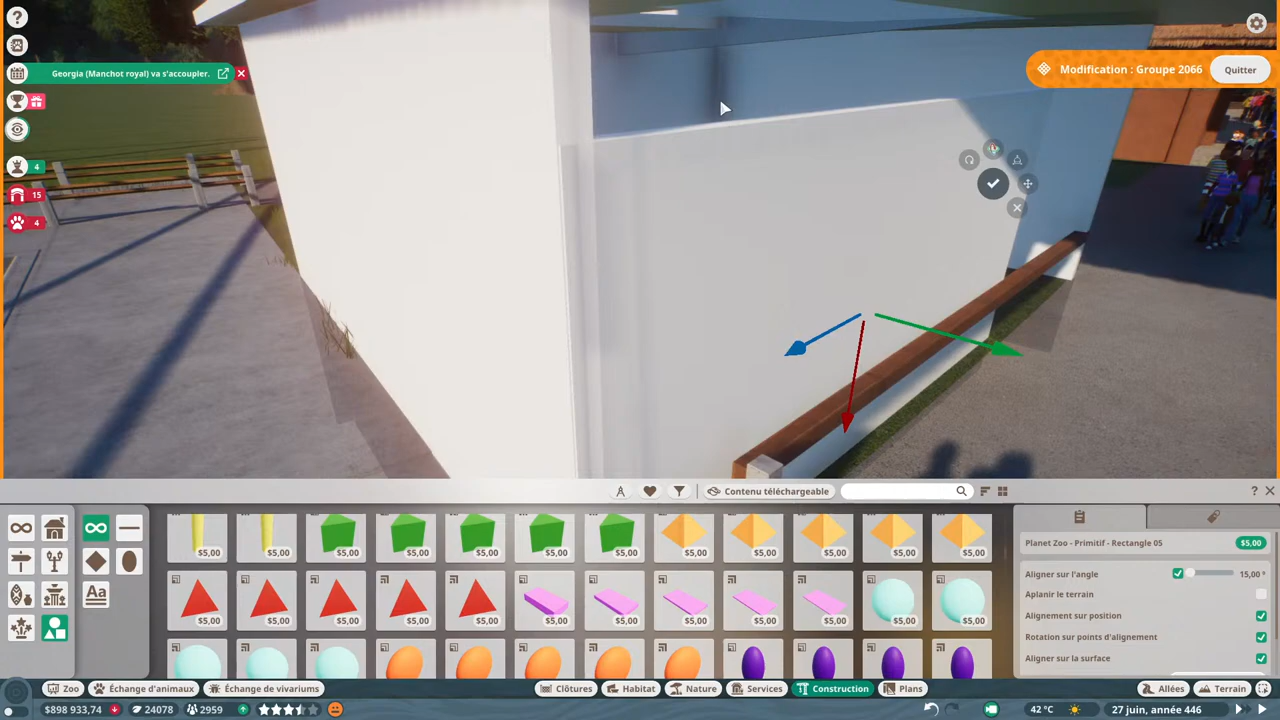 Georgia (Manchot royal) va s'accoupler.
Modification : Groupe 2066
Quitter
4
15
4
Contenu téléchargeable
$5,00 $5,00 $5,00 $5,00 $5,00 $5,00 $5,00 $5,00 $5,00 $5,00 $5,00 $5,00
$5,00 $5,00 $5,00 $5,00 $5,00 $5,00 $5,00 $5,00 $5,00 $5,00 $5,00 $5,00
Aa
Planet Zoo - Primitif - Rectangle 05 $5,00
Aligner sur l'angle 15,00°
Aplanir le terrain
Alignement sur position
Rotation sur points d'alignement
Aligner sur la surface
Zoo Échange d'animaux Échange de vivariums Clôtures Habitat Nature Services Construction Plans Allées Terrain
$898 933,74 24078 2959 42 °C 27 juin, année 446